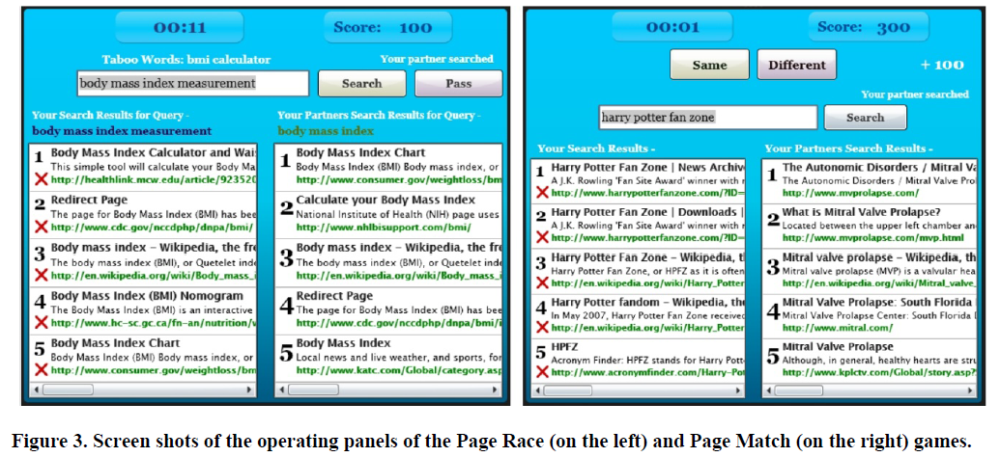 00:11
Score: 100
Taboo Words: bmi calculator
Your partner searched
body mass index measurement
Search
Pass
Your Search Results for Query -
body mass index measurement
1 Body Mass Index Calculator and Wai
This simple tool will calculate your Body Ma
http://healthlink.mcw.edu/article/923520
2 Redirect Page
The page for Body Mass Index (BMI) has bee
http://www.cdc.gov/nccdphp/dnpa/bmi/
3 Body mass index – Wikipedia, the fre
The body mass index (BMI), or Quetelet inde
http://en.wikipedia.org/wiki/Body_mass_i
4 Body Mass Index (BMI) Nomogram
The Body Mass Index (BMI) is an interactive
http://www.hc-sc.gc.ca/fn-an/nutrition/
5 Body Mass Index Chart
Body Mass Index (BMI) Body mass index, or
http://www.consumer.gov/weightloss/bm
Your Partners Search Results for Query -
body mass index
1 Body Mass Index Chart
Body Mass Index (BMI) Body mass index, or
http://www.consumer.gov/weightloss/bm
2 Calculate your Body Mass Index
National Institute of Health (NIH) page uses
http://www.nhlbisupport.com/bmi/
3 Body mass index – Wikipedia, the fre
The body mass index (BMI), or Quetelet inde
http://en.wikipedia.org/wiki/Body_mass_i
4 Redirect Page
The page for Body Mass Index (BMI) has bee
http://www.cdc.gov/nccdphp/dnpa/bmi/i
5 Body Mass Index
Local news and live weather, and sports, for
http://www.katc.com/Global/category.asp
00:01
Score: 300
Same
Different
+ 100
Your partner searched
harry potter fan zone
Search
Your Search Results -
1 Harry Potter Fan Zone | News Archiv
A J.K. Rowling 'Fan Site Award' winner with r
http://www.harrypotterfanzone.com/?ID=
2 Harry Potter Fan Zone | Downloads |
A J.K. Rowling 'Fan Site Award' winner with r
http://www.harrypotterfanzone.com/?ID=
3 Harry Potter Fan Zone – Wikipedia, t
Harry Potter Fan Zone, or HPFZ as it is often
http://en.wikipedia.org/wiki/Harry_Potter
4 Harry Potter fandom – Wikipedia, the
In May 2007, Harry Potter Fan Zone received
http://en.wikipedia.org/wiki/Harry_Potter
5 HPFZ
Acronym Finder: HPFZ stands for Harry Pott
http://www.acronymfinder.com/Harry-Pot
Your Partners Search Results -
1 The Autonomic Disorders / Mitral Va
The Autonomic Disorders / Mitral Valve Pro
http://www.mvprolapse.com/
2 What is Mitral Valve Prolapse?
Located between the upper left chamber an
http://www.mvprolapse.com/mvp.html
3 Mitral valve prolapse – Wikipedia, th
Mitral valve prolapse (MVP) is a valvular hea
http://en.wikipedia.org/wiki/Mitral_valve_
4 Mitral Valve Prolapse: South Florida
Mitral Valve Prolapse Center: South Florida
http://www.mitral.com/
5 Mitral Valve Prolapse
Although, in general, healthy hearts are stru
http://www.kplctv.com/Global/story.asp?
Figure 3. Screen shots of the operating panels of the Page Race (on the left) and Page Match (on the right) games.